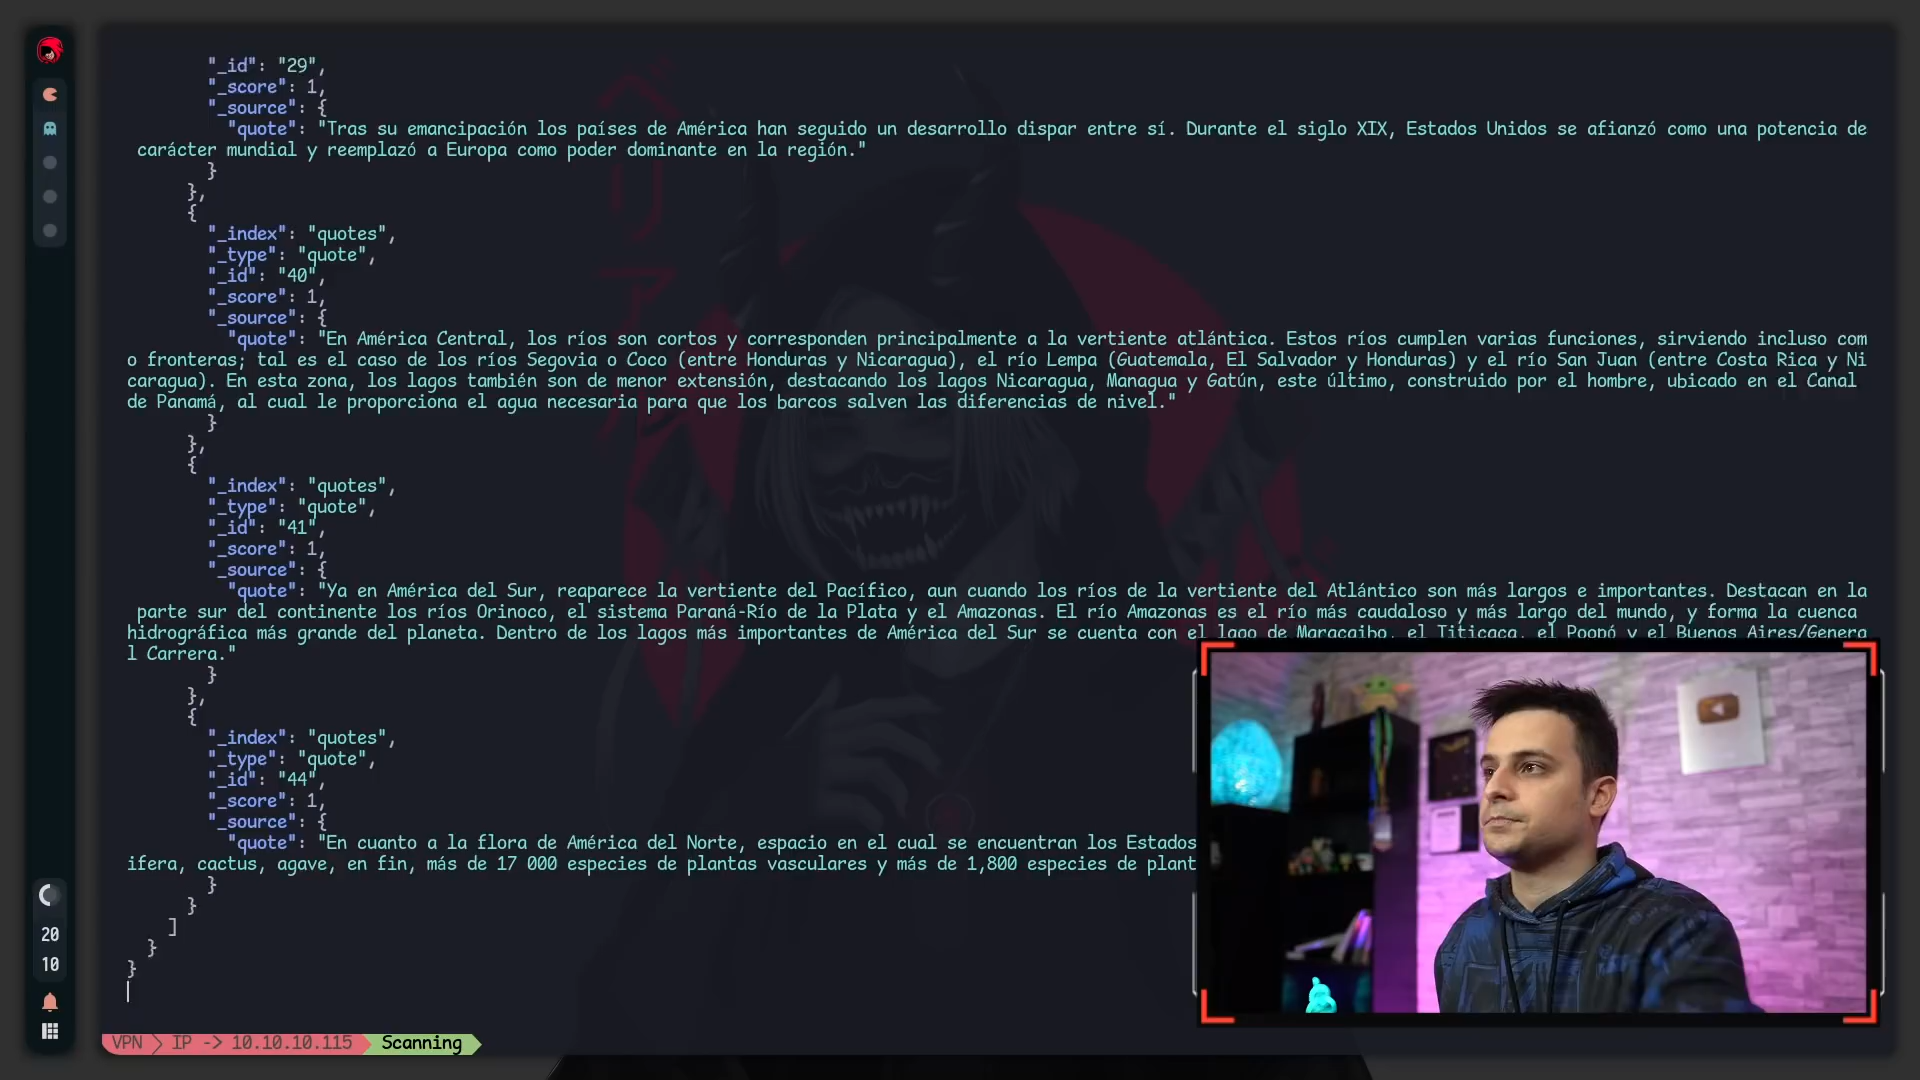 "_id": "29",
"_score": 1,
"_source": {
"quote": "Tras su emancipación los países de América han seguido un desarrollo dispar entre sí. Durante el siglo XIX, Estados Unidos se afianzó como una potencia de
carácter mundial y reemplazó a Europa como poder dominante en la región."
}
},
{
"_index": "quotes",
"_type": "quote",
"_id": "40",
"_score": 1,
"_source": {
"quote": "En América Central, los ríos son cortos y corresponden principalmente a la vertiente atlántica. Estos ríos cumplen varias funciones, sirviendo incluso com
o fronteras; tal es el caso de los ríos Segovia o Coco (entre Honduras y Nicaragua), el río Lempa (Guatemala, El Salvador y Honduras) y el río San Juan (entre Costa Rica y Ni
caragua). En esta zona, los lagos también son de menor extensión, destacando los lagos Nicaragua, Managua y Gatún, este último, construido por el hombre, ubicado en el Canal
de Panamá, al cual le proporciona el agua necesaria para que los barcos salven las diferencias de nivel."
}
},
{
"_index": "quotes",
"_type": "quote",
"_id": "41",
"_score": 1,
"_source": {
"quote": "Ya en América del Sur, reaparece la vertiente del Pacífico, aun cuando los ríos de la vertiente del Atlántico son más largos e importantes. Destacan en la
parte sur del continente los ríos Orinoco, el sistema Paraná-Río de la Plata y el Amazonas. El río Amazonas es el río más caudaloso y más largo del mundo, y forma la cuenca
hidrográfica más grande del planeta. Dentro de los lagos más importantes de América del Sur se cuenta con el lago de Maracaibo, el Titicaca, el Poopó y el Buenos Aires/Genera
l Carrera."
}
},
{
"_index": "quotes",
"_type": "quote",
"_id": "44",
"_score": 1,
"_source": {
"quote": "En cuanto a la flora de América del Norte, espacio en el cual se encuentran los Estados
ifera, cactus, agave, en fin, más de 17 000 especies de plantas vasculares y más de 1,800 especies de plant
}
}
]
}
}
20
10
VPN IP -> 10.10.10.115 Scanning